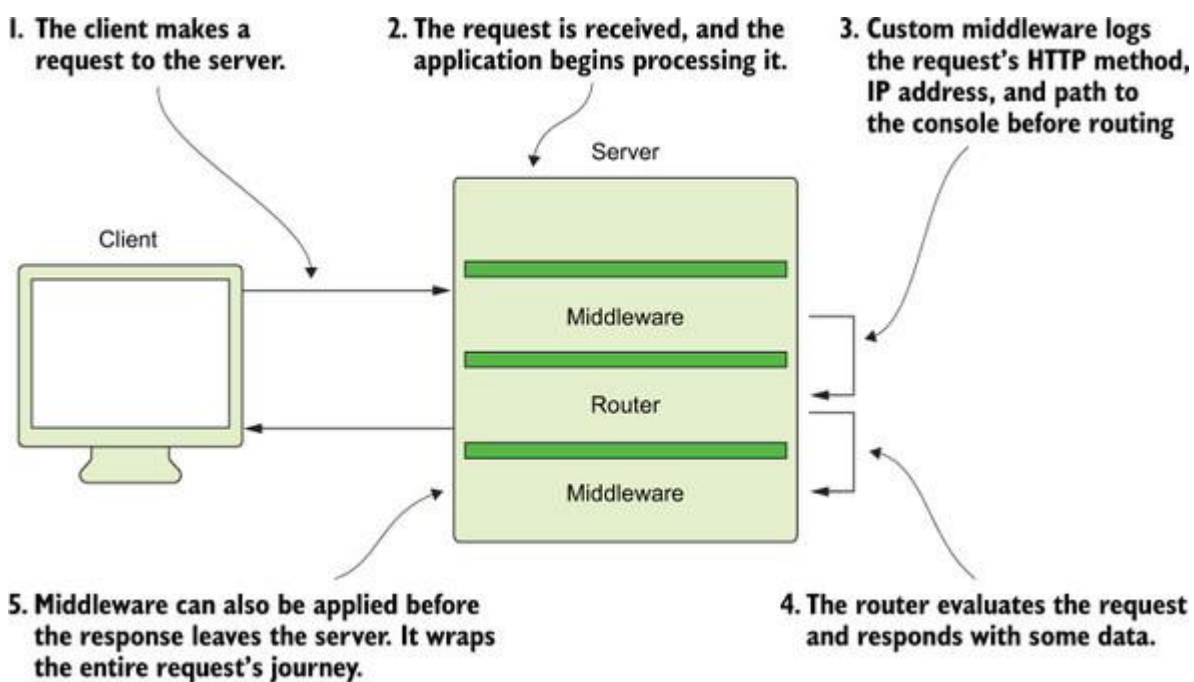 1. The client makes a
request to the server.
2. The request is received, and the
application begins processing it.
3. Custom middleware logs
the request's HTTP method,
IP address, and path to
the console before routing
Server
Client
Middleware
Router
Middleware
5. Middleware can also be applied before
the response leaves the server. It wraps
the entire request's journey.
4. The router evaluates the request
and responds with some data.